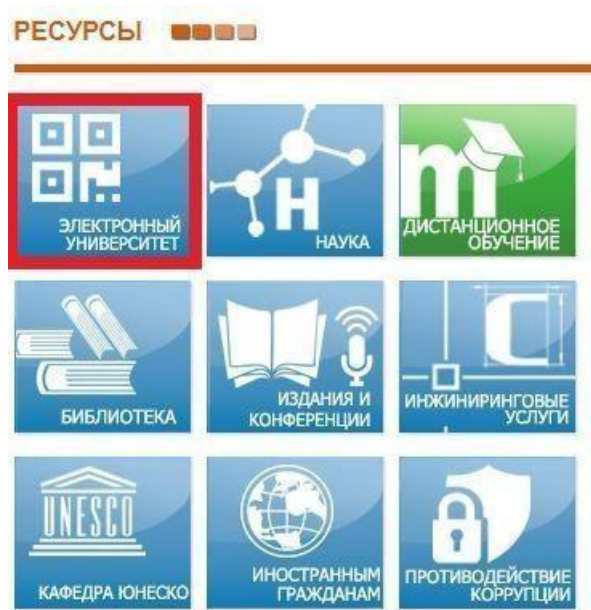 РЕСУРСЫ
ЭЛЕКТРОННЫЙ
УНИВЕРСИТЕТ
Н
НАУКА
m
ДИСТАНЦИОННОЕ
ОБУЧЕНИЕ
БИБЛИОТЕКА
ИЗДАНИЯ И
КОНФЕРЕНЦИИ
ИНЖИНИРИНГОВЫЕ
УСЛУГИ
UNESCO
КАФЕДРА ЮНЕСКО
ИНОСТРАННЫМ
ГРАЖДАНАМ
ПРОТИВОДЕЙСТВИЕ
КОРРУПЦИИ